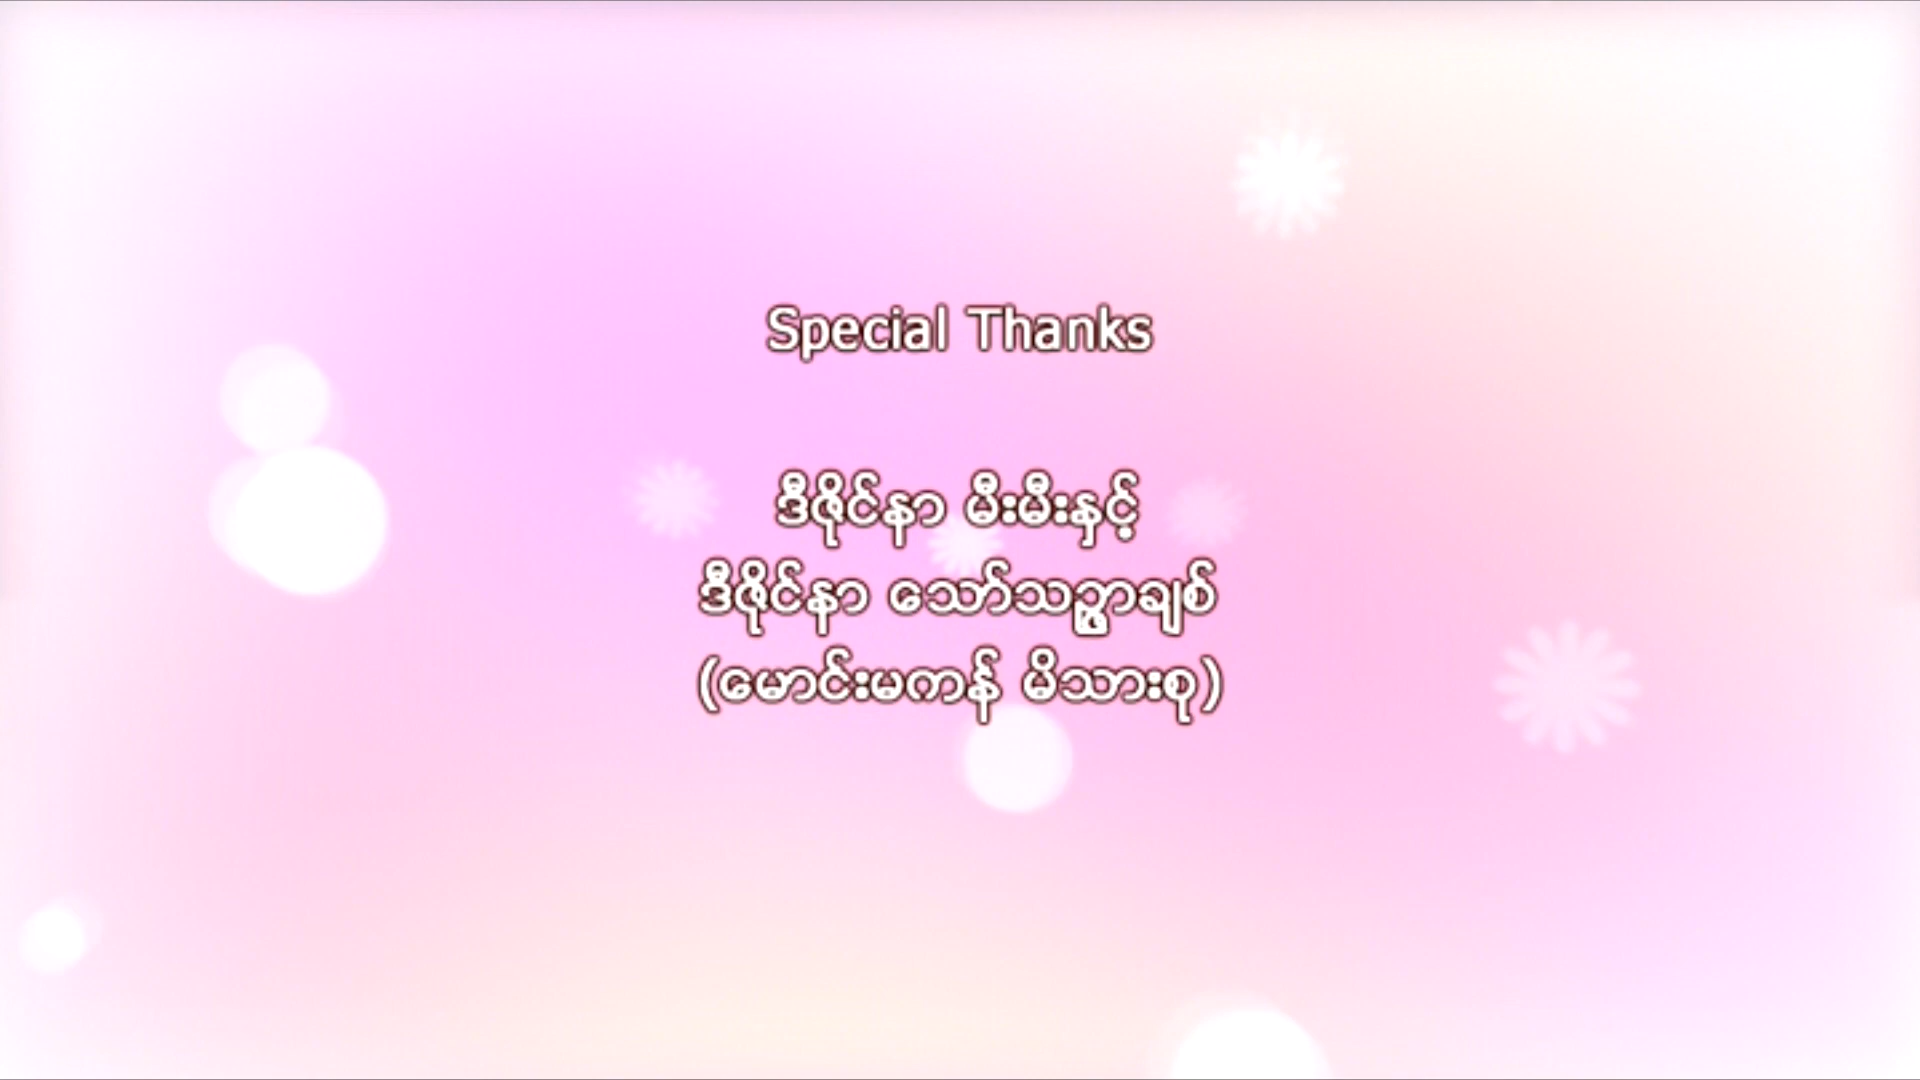 Special Thanks
ဒီဇိုင်နာ မီးမီးနှင့်
ဒီဇိုင်နာ သော်သဉ္ဇာချစ်
(မောင်းမကန် မိသားစု)